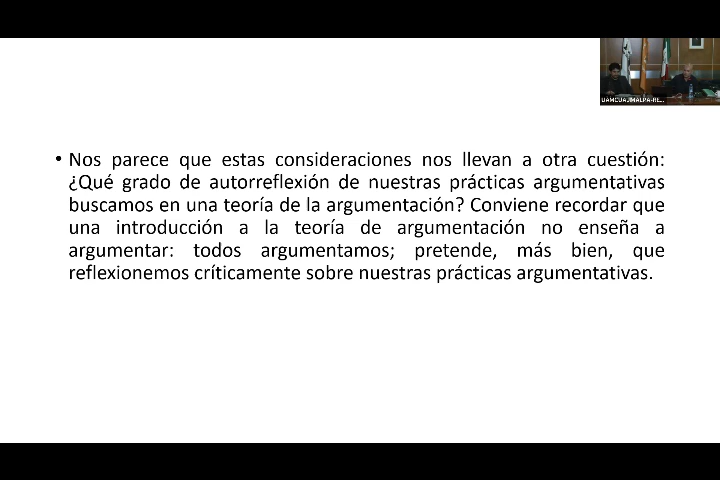 UAMCUAJIMALPA-RE...
• Nos parece que estas consideraciones nos llevan a otra cuestión:
¿Qué grado de autorreflexión de nuestras prácticas argumentativas
buscamos en una teoría de la argumentación? Conviene recordar que
una introducción a la teoría de argumentación no enseña a
argumentar: todos argumentamos; pretende, más bien, que
reflexionemos críticamente sobre nuestras prácticas argumentativas.